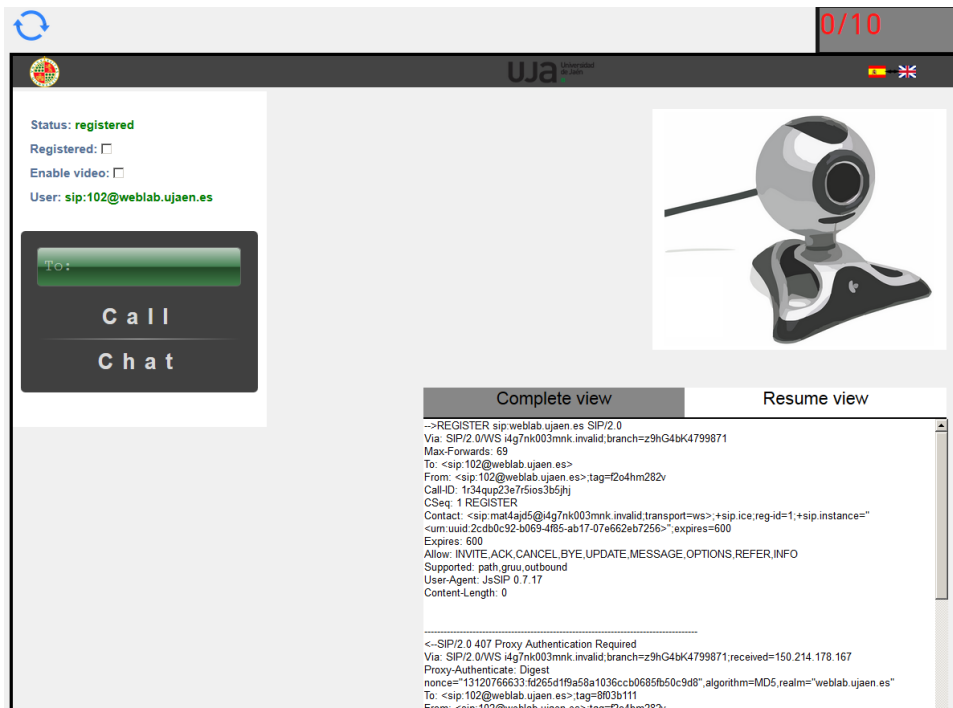 0/10
uja Universidad de Jaén
Status: registered
Registered:
Enable video:
User: sip:102@weblab.ujaen.es
To:
Call
Chat
Complete view
Resume view
-->REGISTER sip:weblab.ujaen.es SIP/2.0
Via: SIP/2.0/WS i4g7nk003mnk.invalid;branch=z9hG4bK4799871
Max-Forwards: 69
To: <sip:102@weblab.ujaen.es>
From: <sip:102@weblab.ujaen.es>;tag=f2o4hm282v
Call-ID: 1r34qup23e7r5ios3b5jhj
CSeq: 1 REGISTER
Contact: <sip:mat4ajd5@i4g7nk003mnk.invalid;transport=ws>;+sip.ice;reg-id=1;+sip.instance="
<urn:uuid:2cdb0c92-b069-4f85-ab17-07e662eb7256>";expires=600
Expires: 600
Allow: INVITE,ACK,CANCEL,BYE,UPDATE,MESSAGE,OPTIONS,REFER,INFO
Supported: path,gruu,outbound
User-Agent: JsSIP 0.7.17
Content-Length: 0
--------------------------------------------------------------------------------------
<--SIP/2.0 407 Proxy Authentication Required
Via: SIP/2.0/WS i4g7nk003mnk.invalid;branch=z9hG4bK4799871;received=150.214.178.167
Proxy-Authenticate: Digest
nonce="13120766633:fd265d1f9a58a1036ccb0685fb50c9d8",algorithm=MD5,realm="weblab.ujaen.es"
To: <sip:102@weblab.ujaen.es>;tag=8f03b111
From: <sip:102@weblab.ujaen.es>;tag=f2o4hm282v